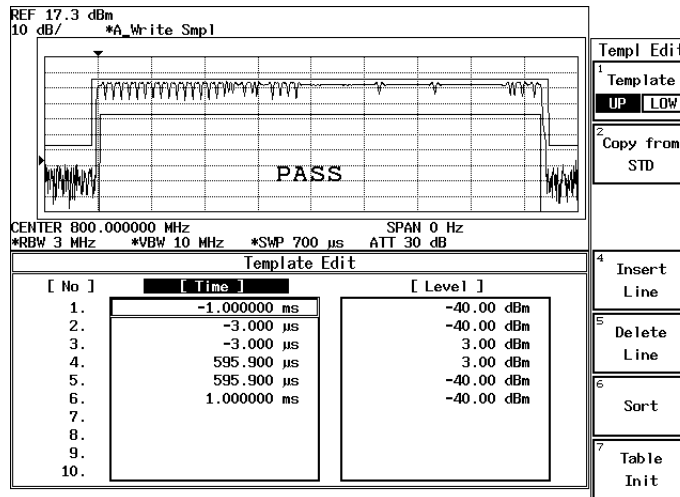 REF 17.3 dBm
10 dB/ *A_Write Smpl
PASS
CENTER 800.000000 MHz SPAN 0 Hz
*RBW 3 MHz *VBW 10 MHz *SWP 700 µs ATT 30 dB
Template Edit
[ No ] [ Time ] [ Level ]
1. -1.000000 ms -40.00 dBm
2. -3.000 µs -40.00 dBm
3. -3.000 µs 3.00 dBm
4. 595.900 µs 3.00 dBm
5. 595.900 µs -40.00 dBm
6. 1.000000 ms -40.00 dBm
7.
8.
9.
10.
Templ Edit
1 Template
UP LOW
2 Copy from
STD
4 Insert
Line
5 Delete
Line
6 Sort
7 Table
Init